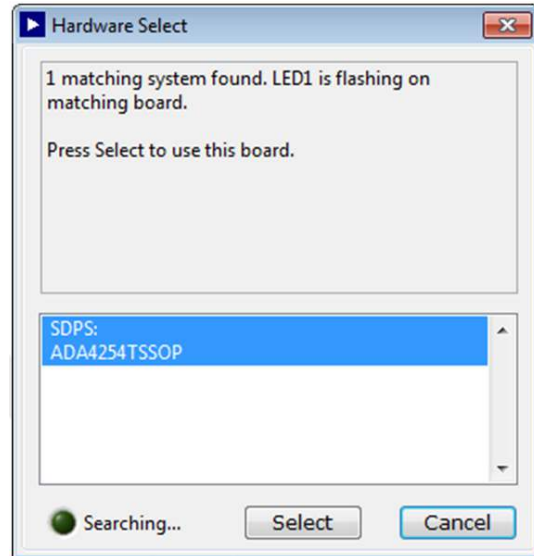 Hardware Select
1 matching system found. LED1 is flashing on
matching board.
Press Select to use this board.
SDPS:
ADA4254TSSOP
Searching...
Select
Cancel